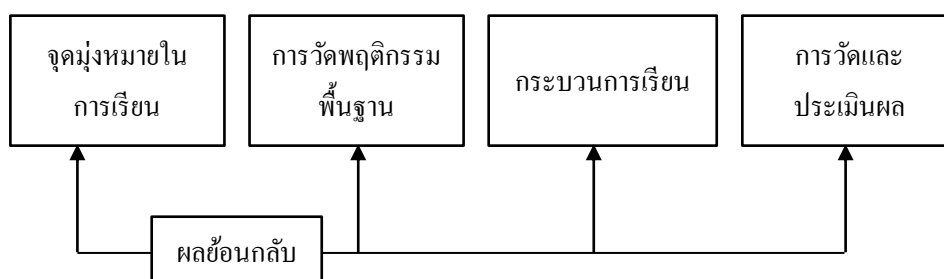 จุดมุ่งหมายใน
การเรียน
การวัดพฤติกรรม
พื้นฐาน
กระบวนการเรียน
การวัดและ
ประเมินผล
ผลย้อนกลับ